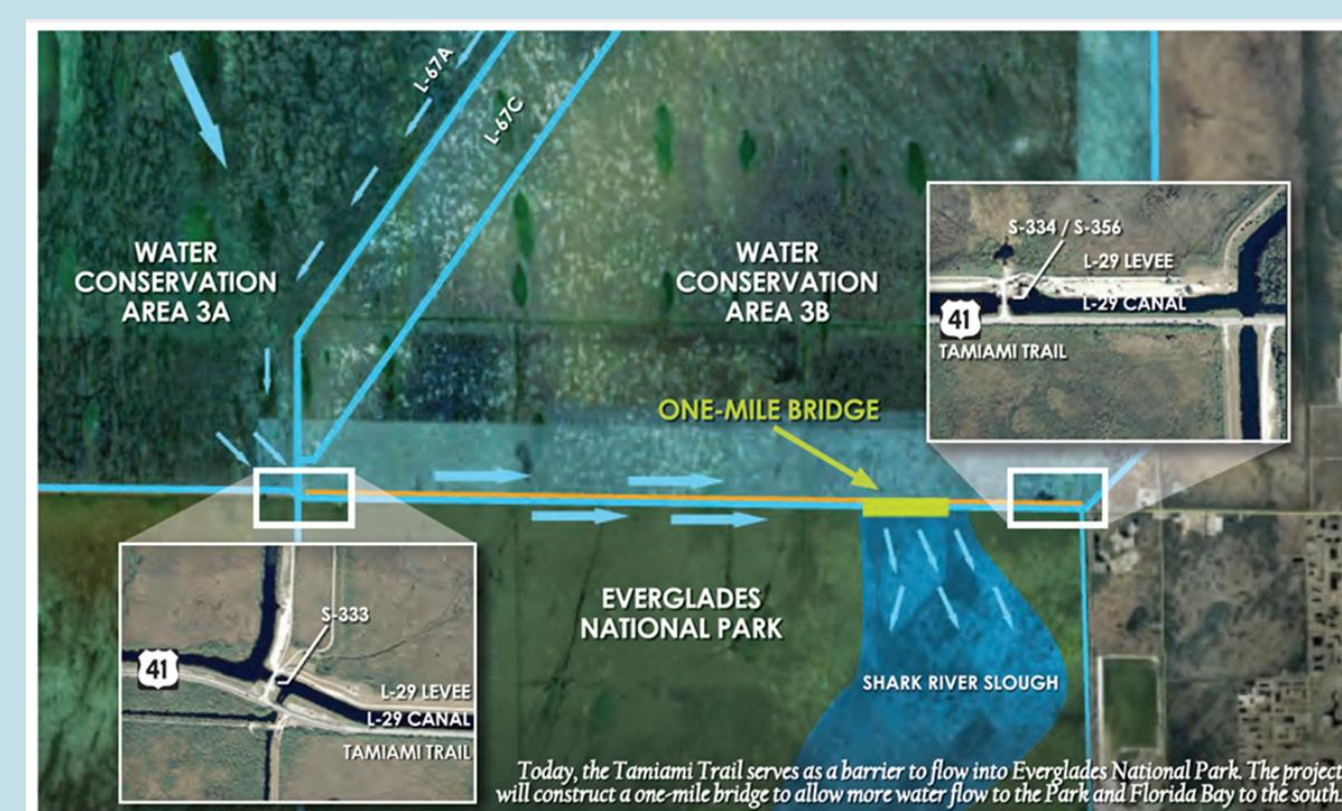 L-67A
L-67C
WATER
CONSERVATION
AREA 3A
WATER
CONSERVATION
AREA 3B
S-334 / S-356
L-29 LEVEE
L-29 CANAL
41
TAMIAMI TRAIL
ONE-MILE BRIDGE
S-333
41
L-29 LEVEE
L-29 CANAL
TAMIAMI TRAIL
EVERGLADES
NATIONAL PARK
SHARK RIVER SLOUGH
Today, the Tamiami Trail serves as a barrier to flow into Everglades National Park. The project
will construct a one-mile bridge to allow more water flow to the Park and Florida Bay to the south.